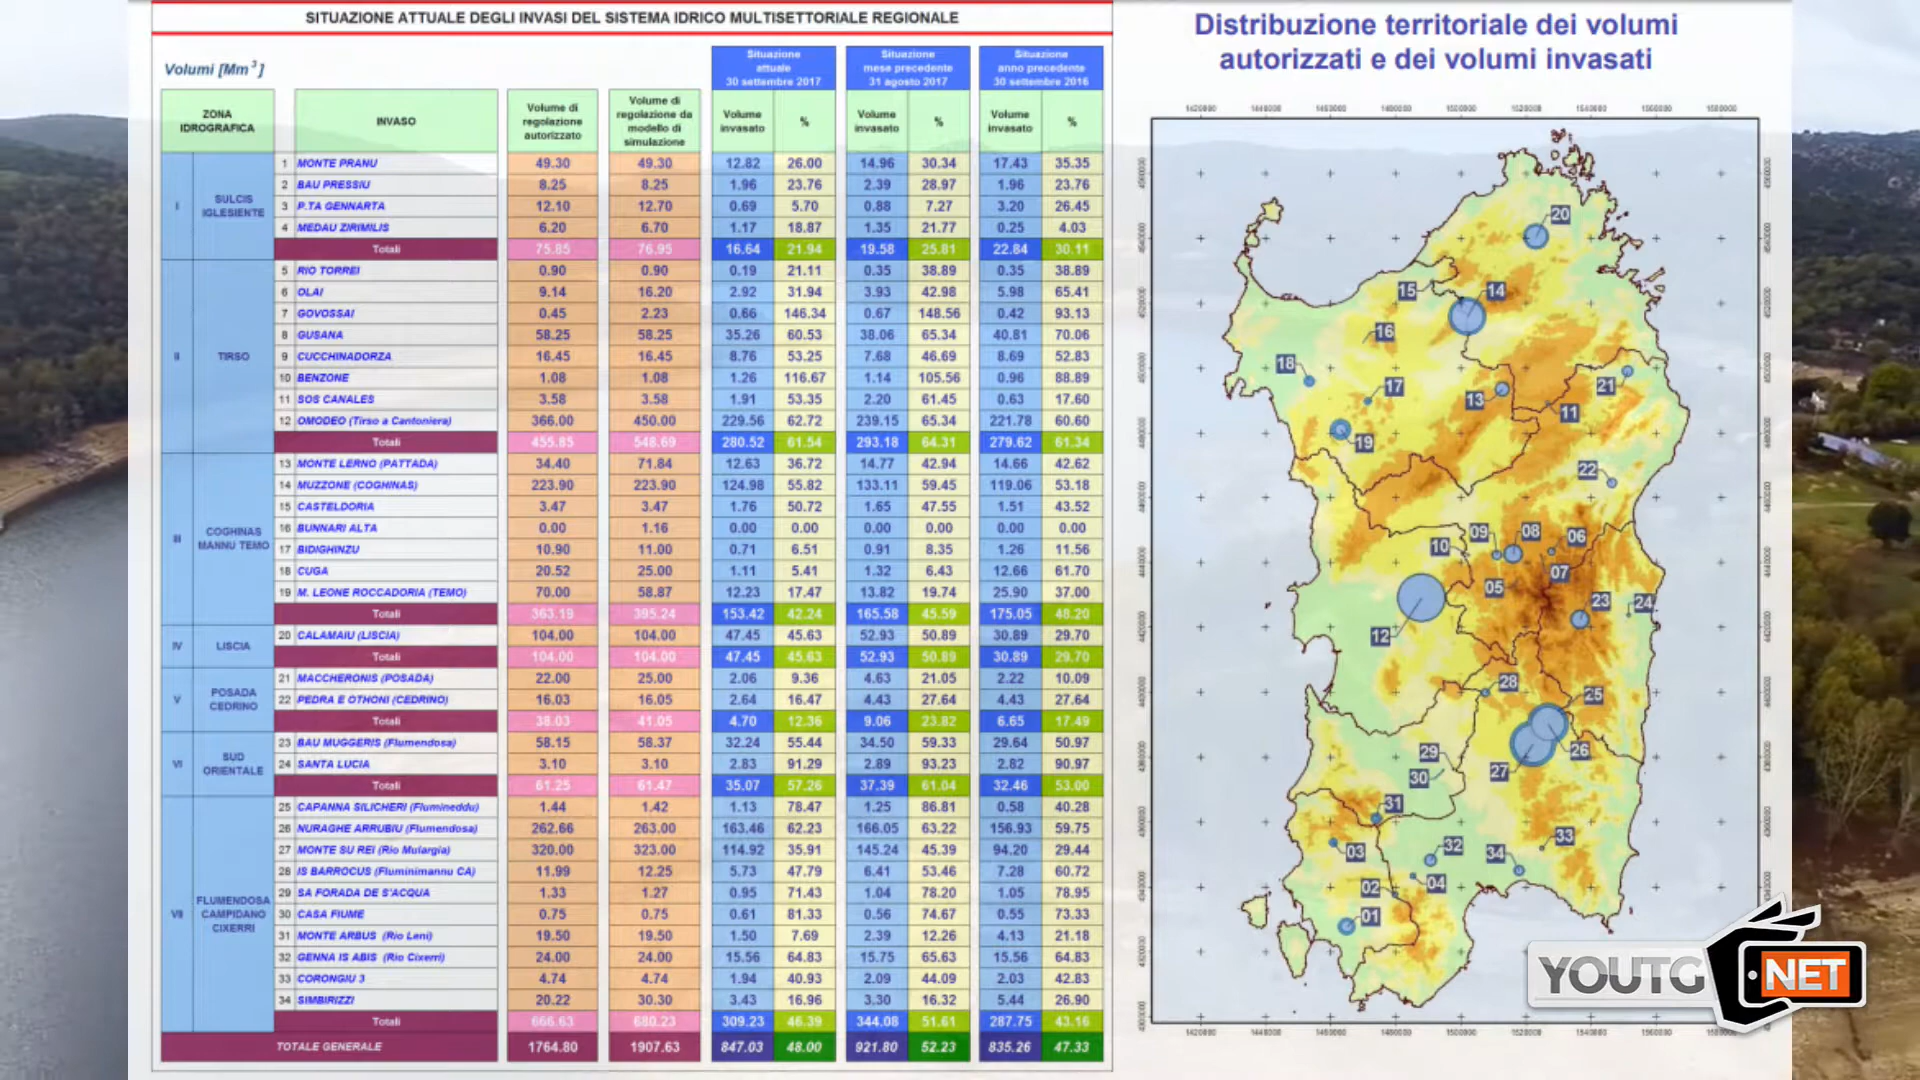 SITUAZIONE ATTUALE DEGLI INVASI DEL SISTEMA IDRICO MULTISETTORIALE REGIONALE
Volumi [Mm³]
Situazione attuale 30 settembre 2017
Situazione mese precedente 31 agosto 2017
Situazione anno precedente 30 settembre 2016
ZONA IDROGRAFICA INVASO Volume di regolazione autorizzato Volume di regolazione da modello di simulazione Volume invasato % Volume invasato % Volume invasato %
I SULCIS IGLESIENTE
1 MONTE PRANU 49.30 49.30 12.82 26.00 14.96 30.34 17.43 35.35
2 BAU PRESSIU 8.25 8.25 1.96 23.76 2.39 28.97 1.96 23.76
3 P.TA GENNARTA 12.10 12.70 0.69 5.70 0.88 7.27 3.20 26.45
4 MEDAU ZIRIMILIS 6.20 6.70 1.17 18.87 1.35 21.77 0.25 4.03
Totali 75.85 76.95 16.64 21.94 19.58 25.81 22.84 30.11
II TIRSO
5 RIO TORREI 0.90 0.90 0.19 21.11 0.35 38.89 0.35 38.89
6 OLAI 9.14 16.20 2.92 31.94 3.93 42.98 5.98 65.41
7 GOVOSSAI 0.45 2.23 0.66 146.34 0.67 148.56 0.42 93.13
8 GUSANA 58.25 58.25 35.26 60.53 38.06 65.34 40.81 70.06
9 CUCCHINADORZA 16.45 16.45 8.76 53.25 7.68 46.69 8.69 52.83
10 BENZONE 1.08 1.08 1.26 116.67 1.14 105.56 0.96 88.89
11 SOS CANALES 3.58 3.58 1.91 53.35 2.20 61.45 0.63 17.60
12 OMODEO (Tirso a Cantoniera) 366.00 450.00 229.56 62.72 239.15 65.34 221.78 60.60
Totali 455.85 548.69 280.52 61.54 293.18 64.31 279.62 61.34
III COGHINAS MANNU TEMO
13 MONTE LERNO (PATTADA) 34.40 71.84 12.63 36.72 14.77 42.94 14.66 42.62
14 MUZZONE (COGHINAS) 223.90 223.90 124.98 55.82 133.11 59.45 119.06 53.18
15 CASTELDORIA 3.47 3.47 1.76 50.72 1.65 47.55 1.51 43.52
16 BUNNARI ALTA 0.00 1.16 0.00 0.00 0.00 0.00 0.00 0.00
17 BIDIGHINZU 10.90 11.00 0.71 6.51 0.91 8.35 1.26 11.56
18 CUGA 20.52 25.00 1.11 5.41 1.32 6.43 12.66 61.70
19 M. LEONE ROCCADORIA (TEMO) 70.00 58.87 12.23 17.47 13.82 19.74 25.90 37.00
Totali 363.19 395.24 153.42 42.24 165.58 45.59 175.05 48.20
IV LISCIA
20 CALAMAIU (LISCIA) 104.00 104.00 47.45 45.63 52.93 50.89 30.89 29.70
Totali 104.00 104.00 47.45 45.63 52.93 50.89 30.89 29.70
V POSADA CEDRINO
21 MACCHERONIS (POSADA) 22.00 25.00 2.06 9.36 4.63 21.05 2.22 10.09
22 PEDRA E OTHONI (CEDRINO) 16.03 16.05 2.64 16.47 4.43 27.64 4.43 27.64
Totali 38.03 41.05 4.70 12.36 9.06 23.82 6.65 17.49
VI SUD ORIENTALE
23 BAU MUGGERIS (Flumendosa) 58.15 58.37 32.24 55.44 34.50 59.33 29.64 50.97
24 SANTA LUCIA 3.10 3.10 2.83 91.29 2.89 93.23 2.82 90.97
Totali 61.25 61.47 35.07 57.26 37.39 61.04 32.46 53.00
VII FLUMENDOSA CAMPIDANO CIXERRI
25 CAPANNA SILICHERI (Flumineddu) 1.44 1.42 1.13 78.47 1.25 86.81 0.58 40.28
26 NURAGHE ARRUBIU (Flumendosa) 262.66 263.00 163.46 62.23 166.05 63.22 156.93 59.75
27 MONTE SU REI (Rio Mulargia) 320.00 323.00 114.92 35.91 145.24 45.39 94.20 29.44
28 IS BARROCUS (Fluminimannu CA) 11.99 12.25 5.73 47.79 6.41 53.46 7.28 60.72
29 SA FORADA DE S'ACQUA 1.33 1.27 0.95 71.43 1.04 78.20 1.05 78.95
30 CASA FIUME 0.75 0.75 0.61 81.33 0.56 74.67 0.55 73.33
31 MONTE ARBUS (Rio Leni) 19.50 19.50 1.50 7.69 2.39 12.26 4.13 21.18
32 GENNA IS ABIS (Rio Cixerri) 24.00 24.00 15.56 64.83 15.75 65.63 15.56 64.83
33 CORONGIU 3 4.74 4.74 1.94 40.93 2.09 44.09 2.03 42.83
34 SIMBIRIZZI 20.22 30.30 3.43 16.96 3.30 16.32 5.44 26.90
Totali 666.63 680.23 309.23 46.39 344.08 51.61 287.75 43.16
TOTALE GENERALE 1764.80 1907.63 847.03 48.00 921.80 52.23 835.26 47.33
Distribuzione territoriale dei volumi
autorizzati e dei volumi invasati
20
15 14
16
18 17 21
13 11
19
22
09 08 06
10
05 07
23 24
12
28 25
29 26
30 27
31
03 32 34 33
02 04
01
YOUTG .NET